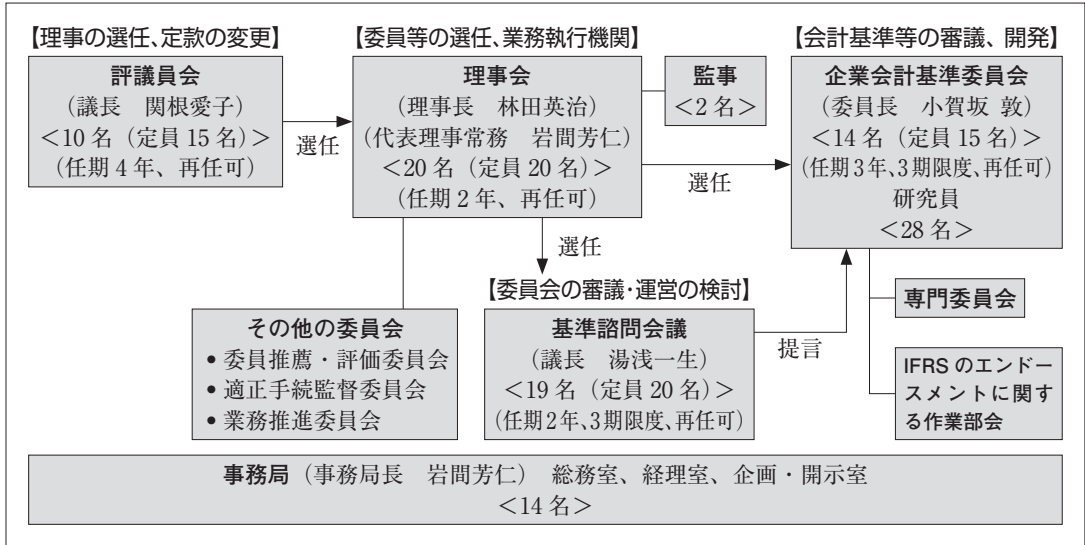 【理事の選任、定款の変更】
評議員会
(議長　関根愛子)
<10名（定員15名）>
(任期4年、再任可)
選任
【委員等の選任、業務執行機関】
理事会
(理事長　林田英治)
(代表理事常務　岩間芳仁)
<20名（定員20名）>
(任期2年、再任可)
監事
<2名>
選任
【会計基準等の審議、開発】
企業会計基準委員会
(委員長　小賀坂 敦)
<14名（定員15名）>
(任期3年、3期限度、再任可)
研究員
<28名>
選任
【委員会の審議・運営の検討】
基準諮問会議
(議長　湯浅一生)
<19名（定員20名）>
(任期2年、3期限度、再任可)
提言
専門委員会
IFRSのエンドー
スメントに関す
る作業部会
その他の委員会
•委員推薦・評価委員会
•適正手続監督委員会
•業務推進委員会
事務局（事務局長　岩間芳仁）　総務室、経理室、企画・開示室
<14名>